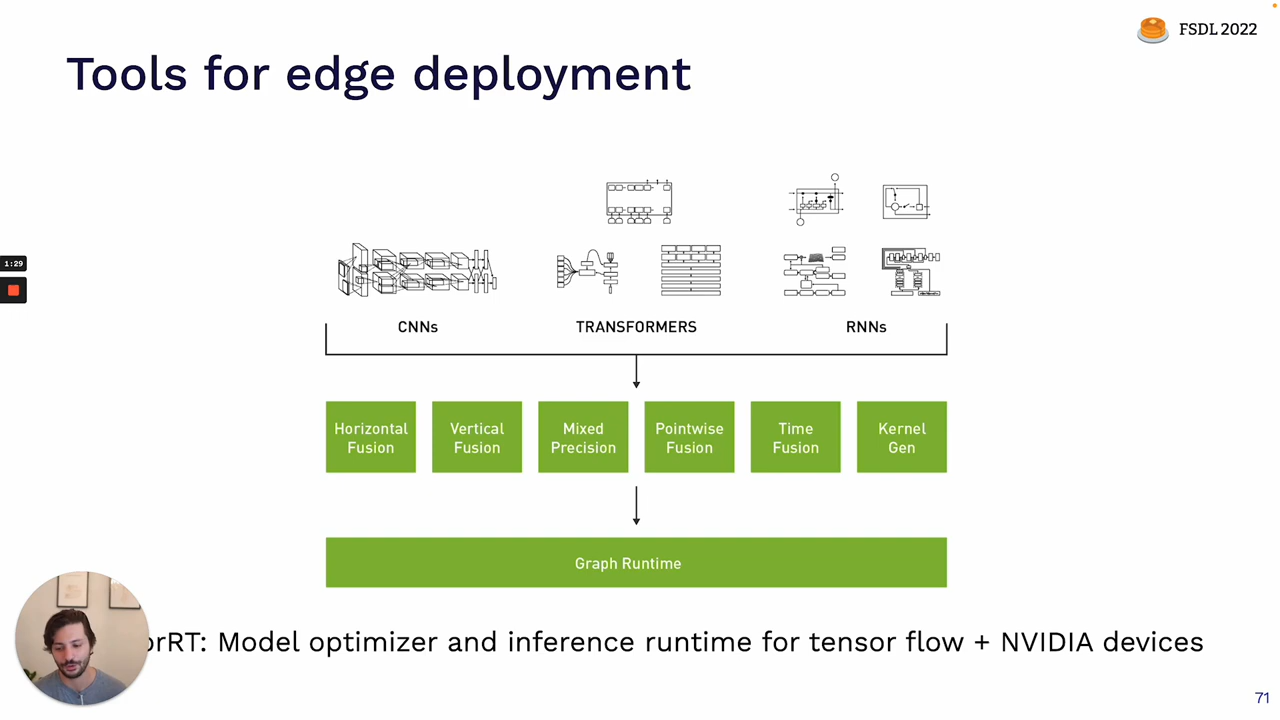 FSDL 2022
Tools for edge deployment
1:29
CNNs
TRANSFORMERS
RNNs
Horizontal
Fusion
Vertical
Fusion
Mixed
Precision
Pointwise
Fusion
Time
Fusion
Kernel
Gen
Graph Runtime
orRT: Model optimizer and inference runtime for tensor flow + NVIDIA devices
71